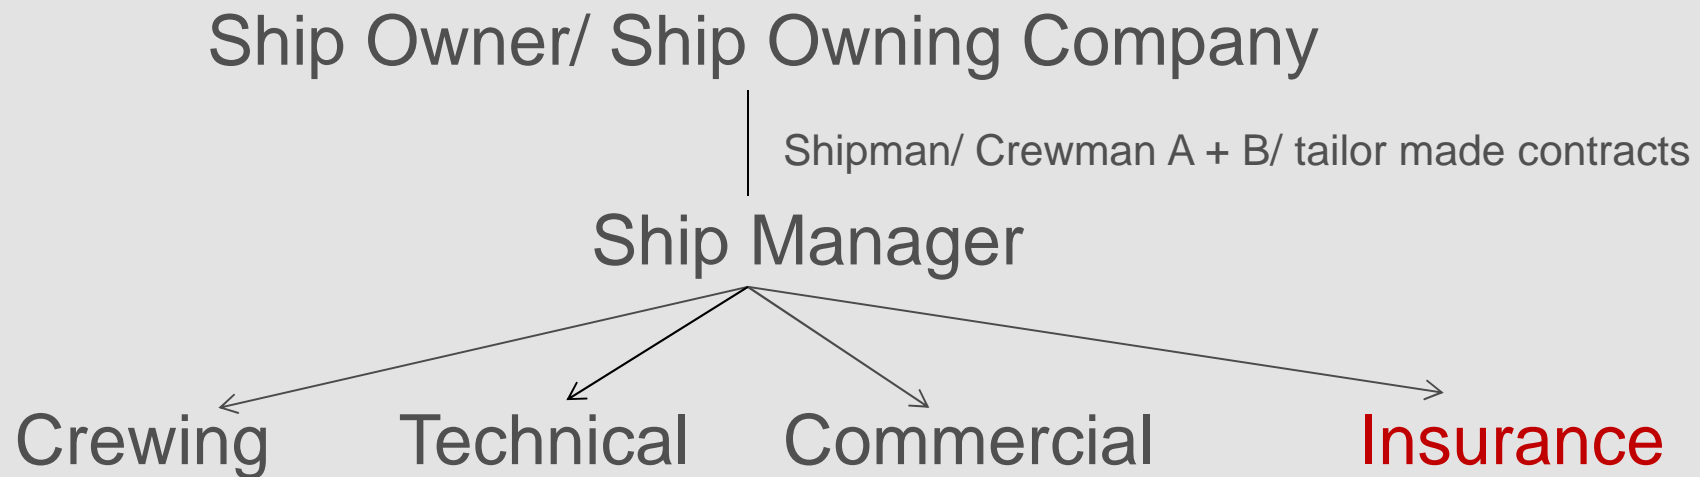 Ship Owner/ Ship Owning Company
Shipman/ Crewman A + B/ tailor made contracts
Ship Manager
Crewing Technical Commercial Insurance